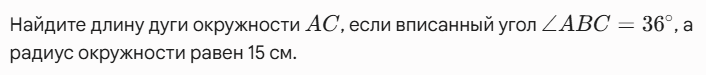 Найдите длину дуги окружности AC, если вписанный угол ∠ABC = 36°, а
радиус окружности равен 15 см.